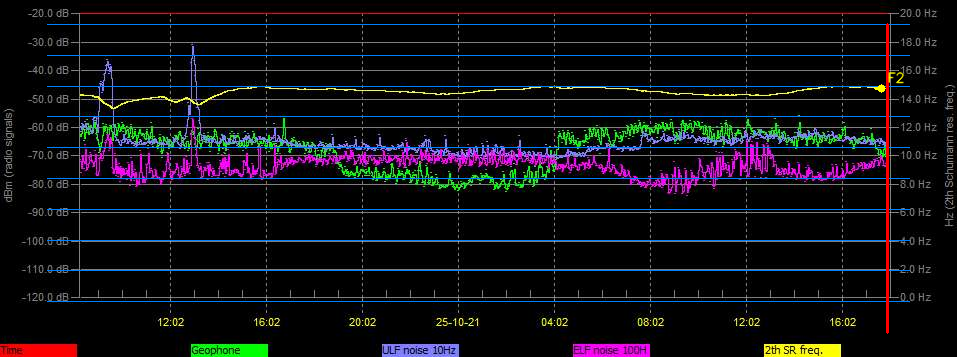 -20.0 dB 20.0 Hz
-30.0 dB 18.0 Hz
-40.0 dB 16.0 Hz
F2
-50.0 dB 14.0 Hz
-60.0 dB 12.0 Hz
-70.0 dB 10.0 Hz
-80.0 dB 8.0 Hz
-90.0 dB 6.0 Hz
-100.0 dB 4.0 Hz
-110.0 dB 2.0 Hz
-120.0 dB 0.0 Hz
dBm (radio signals)
Hz (2th Schumann res. freq.)
12:02 16:02 20:02 25-10-21 04:02 08:02 12:02 16:02
Time Geophone ULF noise 10Hz ELF noise 100H 2th SR freq.